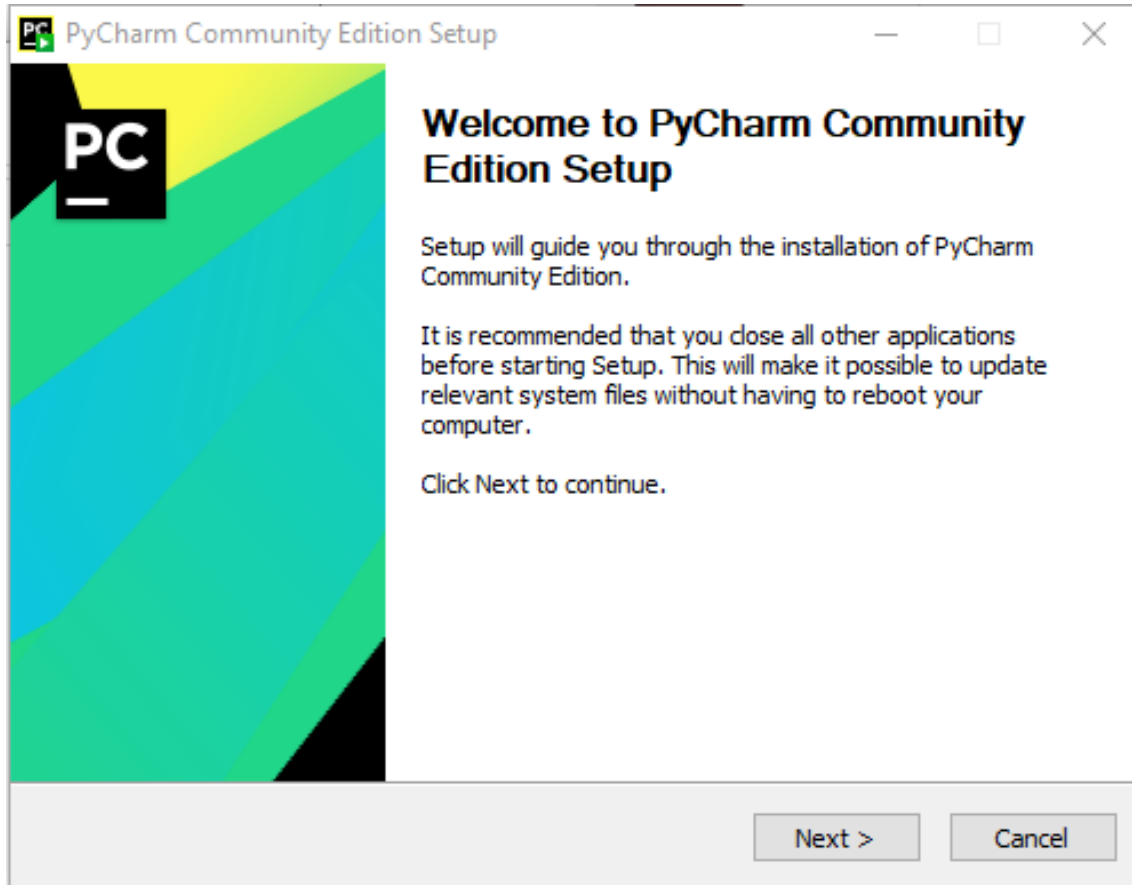 PyCharm Community Edition Setup
PC
Welcome to PyCharm Community
Edition Setup
Setup will guide you through the installation of PyCharm
Community Edition.
It is recommended that you close all other applications
before starting Setup. This will make it possible to update
relevant system files without having to reboot your
computer.
Click Next to continue.
Next >
Cancel